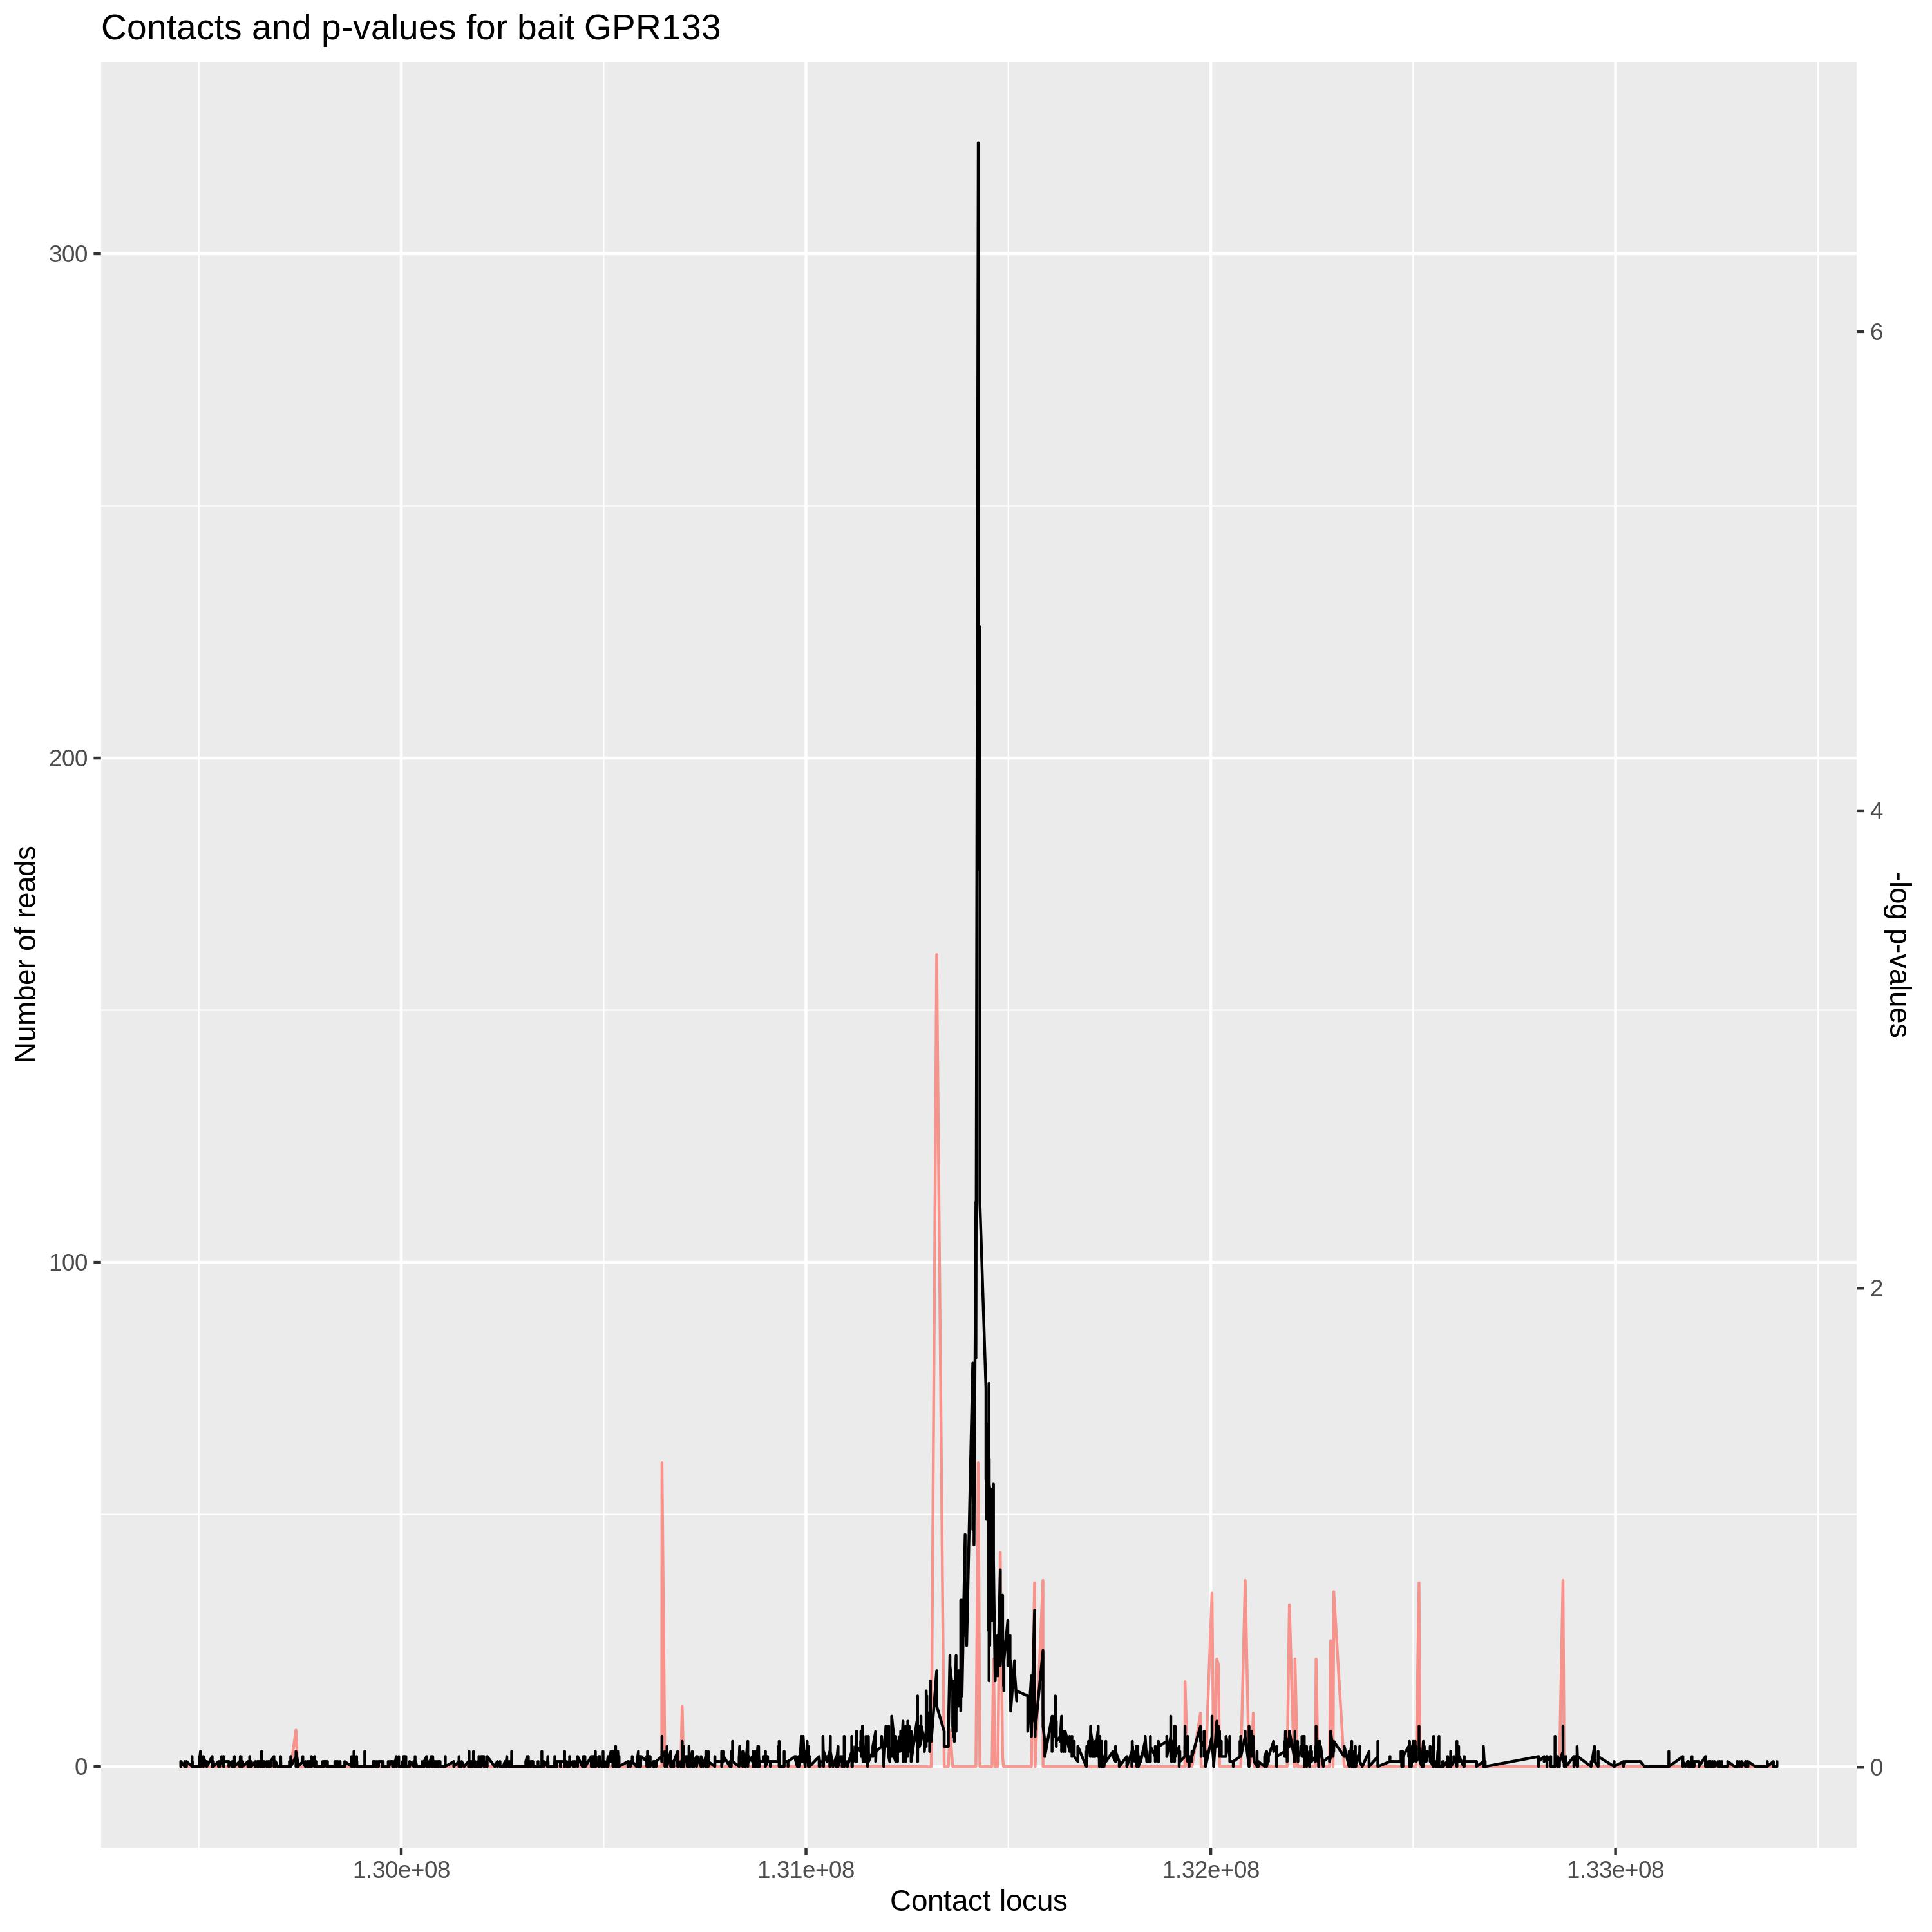 Contacts and p-values for bait GPR133
300
200
100
0
6
4
2
0
Number of reads
-log p-values
1.30e+08
1.31e+08
1.32e+08
1.33e+08
Contact locus